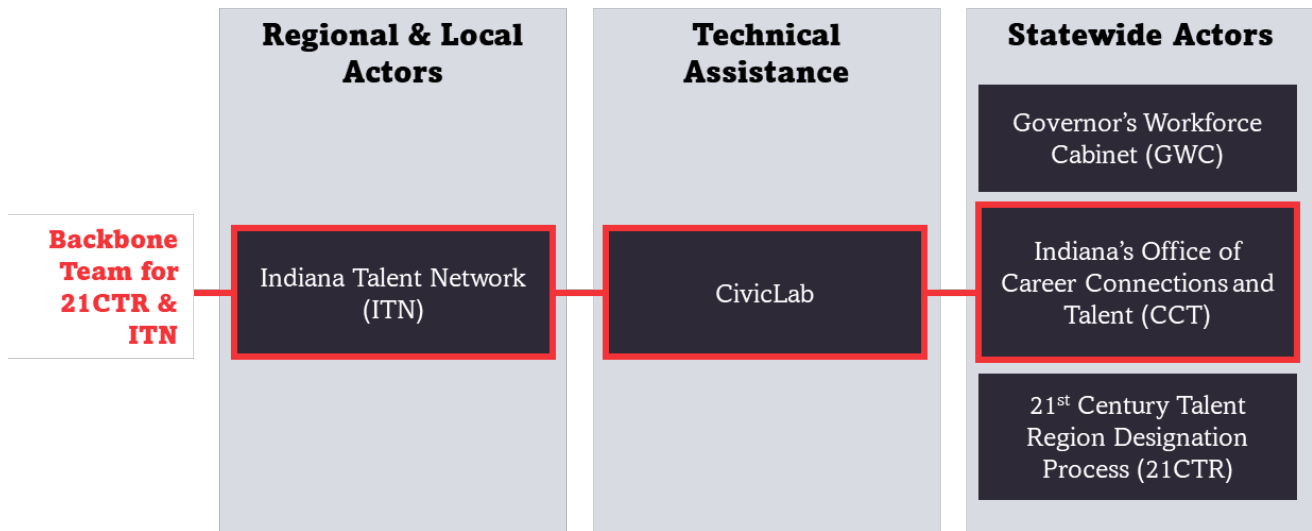 Regional & Local
Actors
Technical
Assistance
Statewide Actors
Governor’s Workforce
Cabinet (GWC)
Backbone
Team for
21CTR &
ITN
Indiana Talent Network
(ITN)
CivicLab
Indiana’s Office of
Career Connections and
Talent (CCT)
21st Century Talent
Region Designation
Process (21CTR)